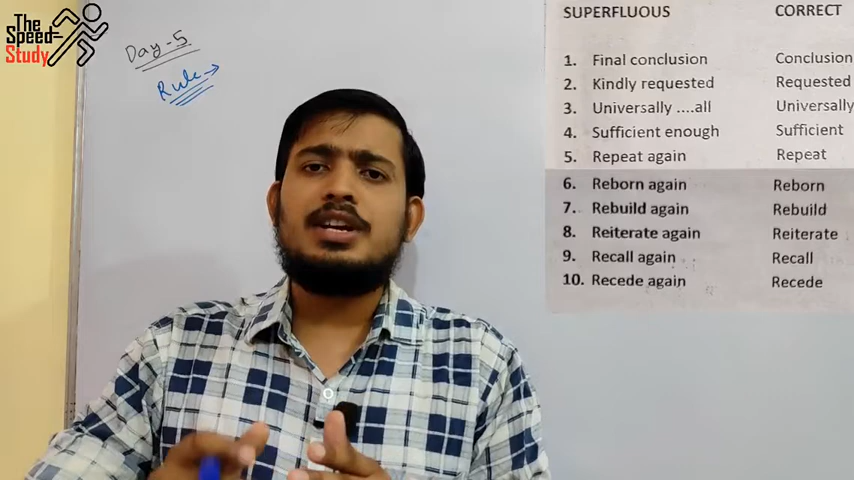 The
Speed
Study
Day-5
Rule→
SUPERFLUOUS CORRECT
1. Final conclusion Conclusion
2. Kindly requested Requested
3. Universally ....all Universally
4. Sufficient enough Sufficient
5. Repeat again Repeat
6. Reborn again Reborn
7. Rebuild again Rebuild
8. Reiterate again Reiterate
9. Recall again Recall
10. Recede again Recede